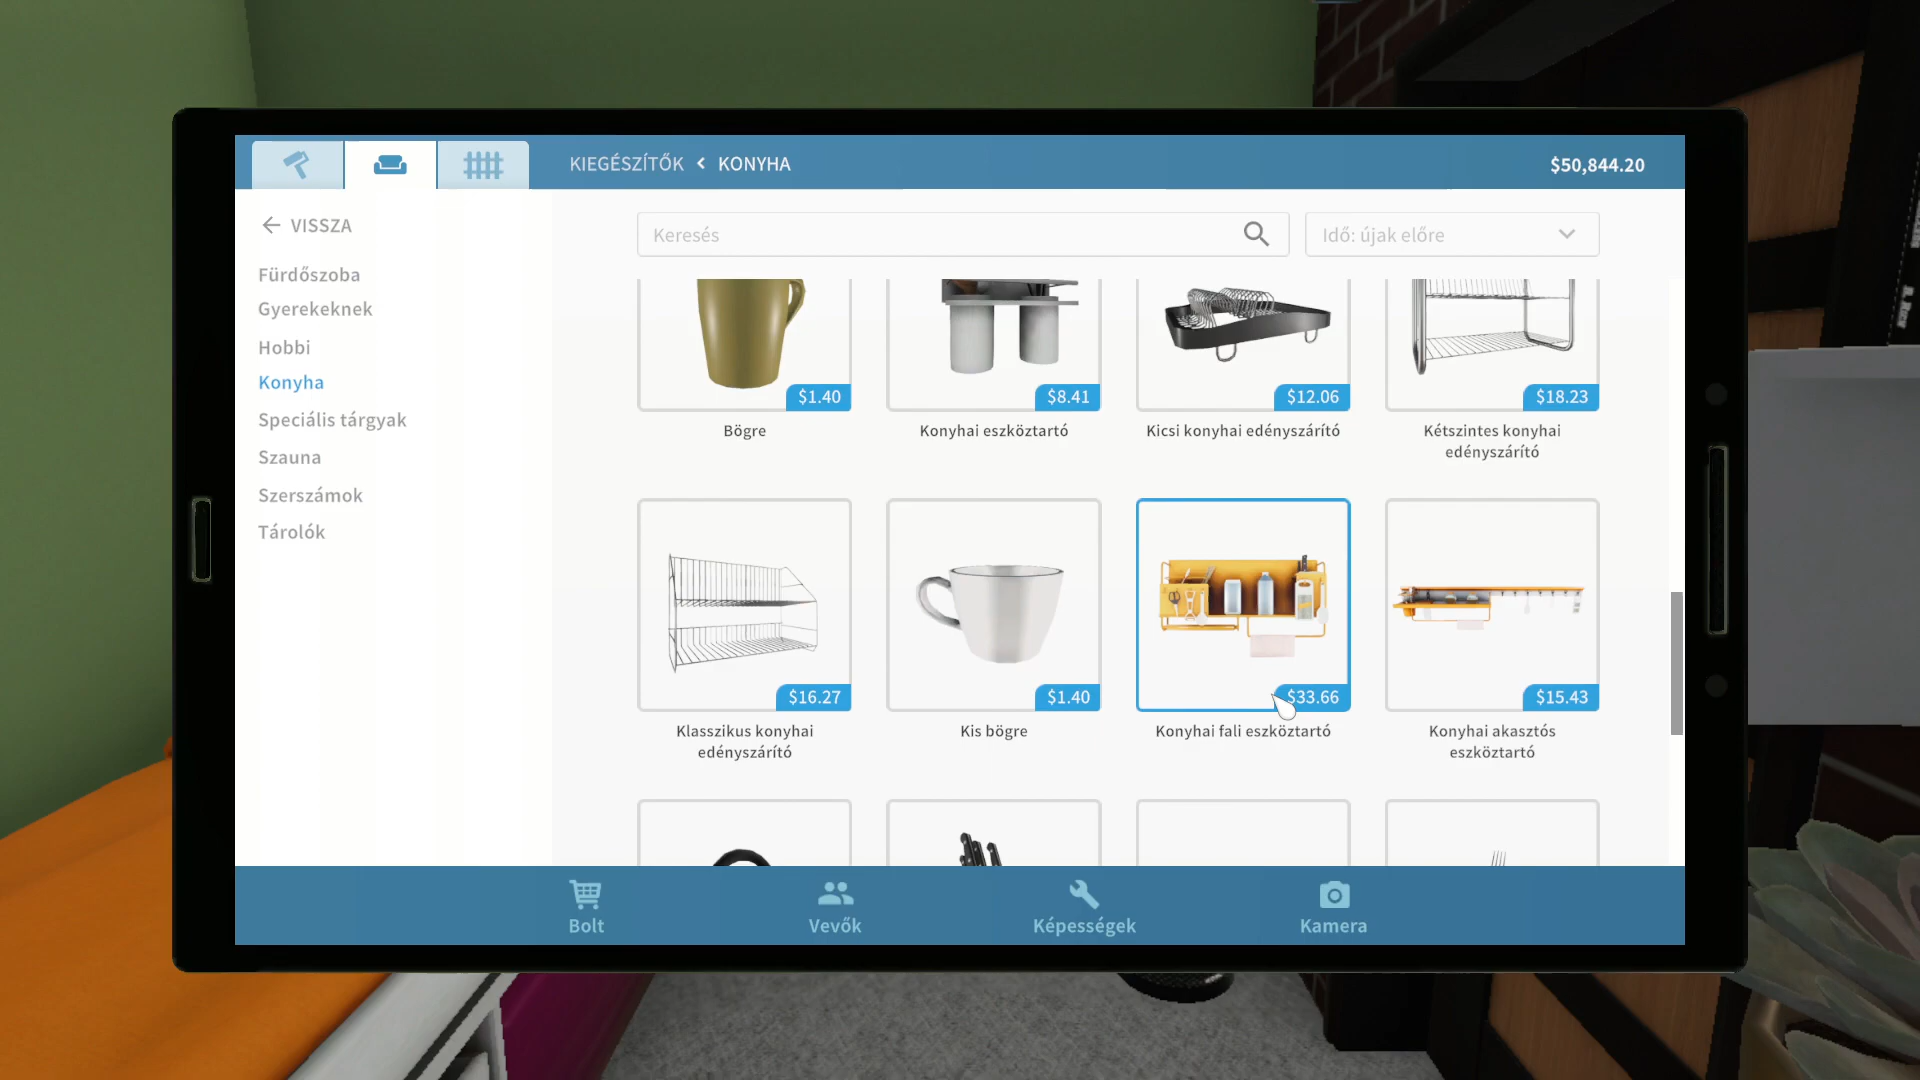 KIEGÉSZÍTŐK < KONYHA
$50,844.20
VISSZA
Keresés
Idő: újak előre
Fürdőszoba
Gyerekeknek
Hobbi
Konyha
Speciális tárgyak
Szauna
Szerszámok
Tárolók
$1.40
$8.41
$12.06
$18.23
Bögre
Konyhai eszköztartó
Kicsi konyhai edényszárító
Kétszintes konyhai
edényszárító
$16.27
$1.40
$33.66
$15.43
Klasszikus konyhai
edényszárító
Kis bögre
Konyhai fali eszköztartó
Konyhai akasztós
eszköztartó
Bolt
Vevők
Képességek
Kamera